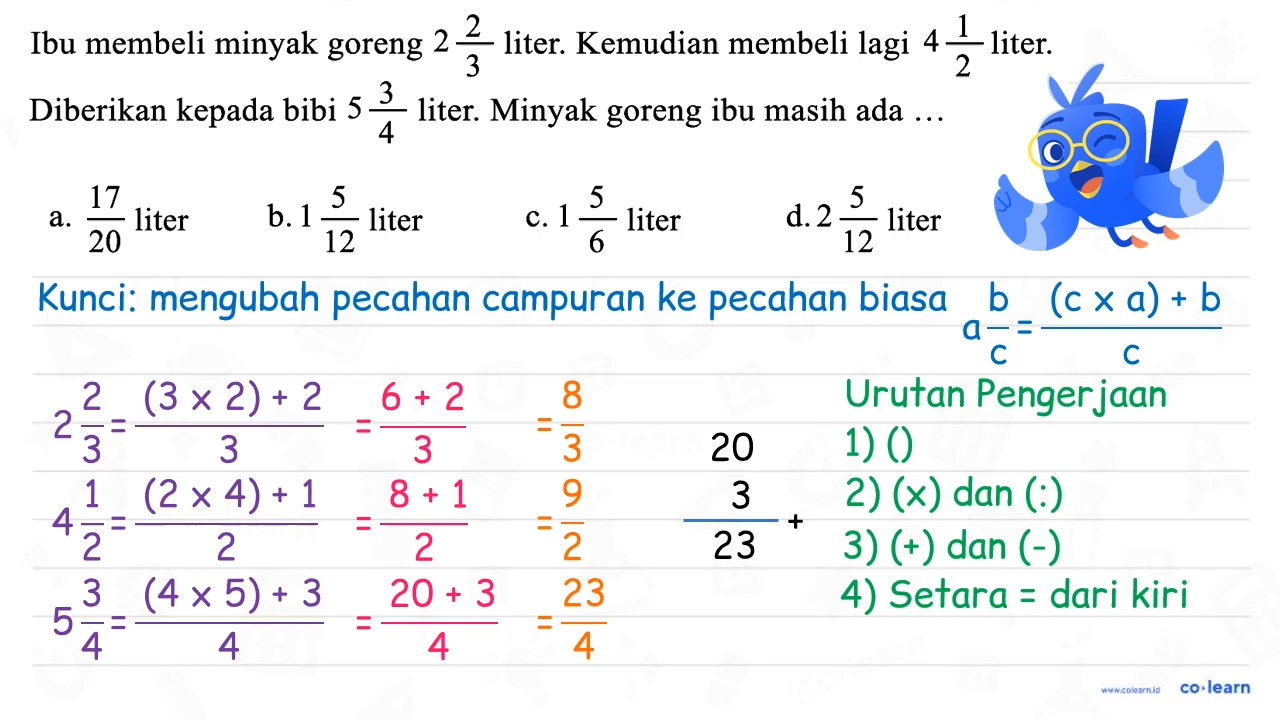 Ibu membeli minyak goreng 2 2/3 liter. Kemudian membeli lagi 4 1/2 liter.
Diberikan kepada bibi 5 3/4 liter. Minyak goreng ibu masih ada ...
a. 17/20 liter b. 1 5/12 liter c. 1 5/6 liter d. 2 5/12 liter
Kunci: mengubah pecahan campuran ke pecahan biasa a b/c = (c x a) + b / c
2 2/3 = (3 x 2) + 2 / 3 = 6 + 2 / 3 = 8/3
4 1/2 = (2 x 4) + 1 / 2 = 8 + 1 / 2 = 9/2
5 3/4 = (4 x 5) + 3 / 4 = 20 + 3 / 4 = 23/4
20
3
+
23
Urutan Pengerjaan
1) ()
2) (x) dan (:)
3) (+) dan (-)
4) Setara = dari kiri
www.colearn.id co·learn